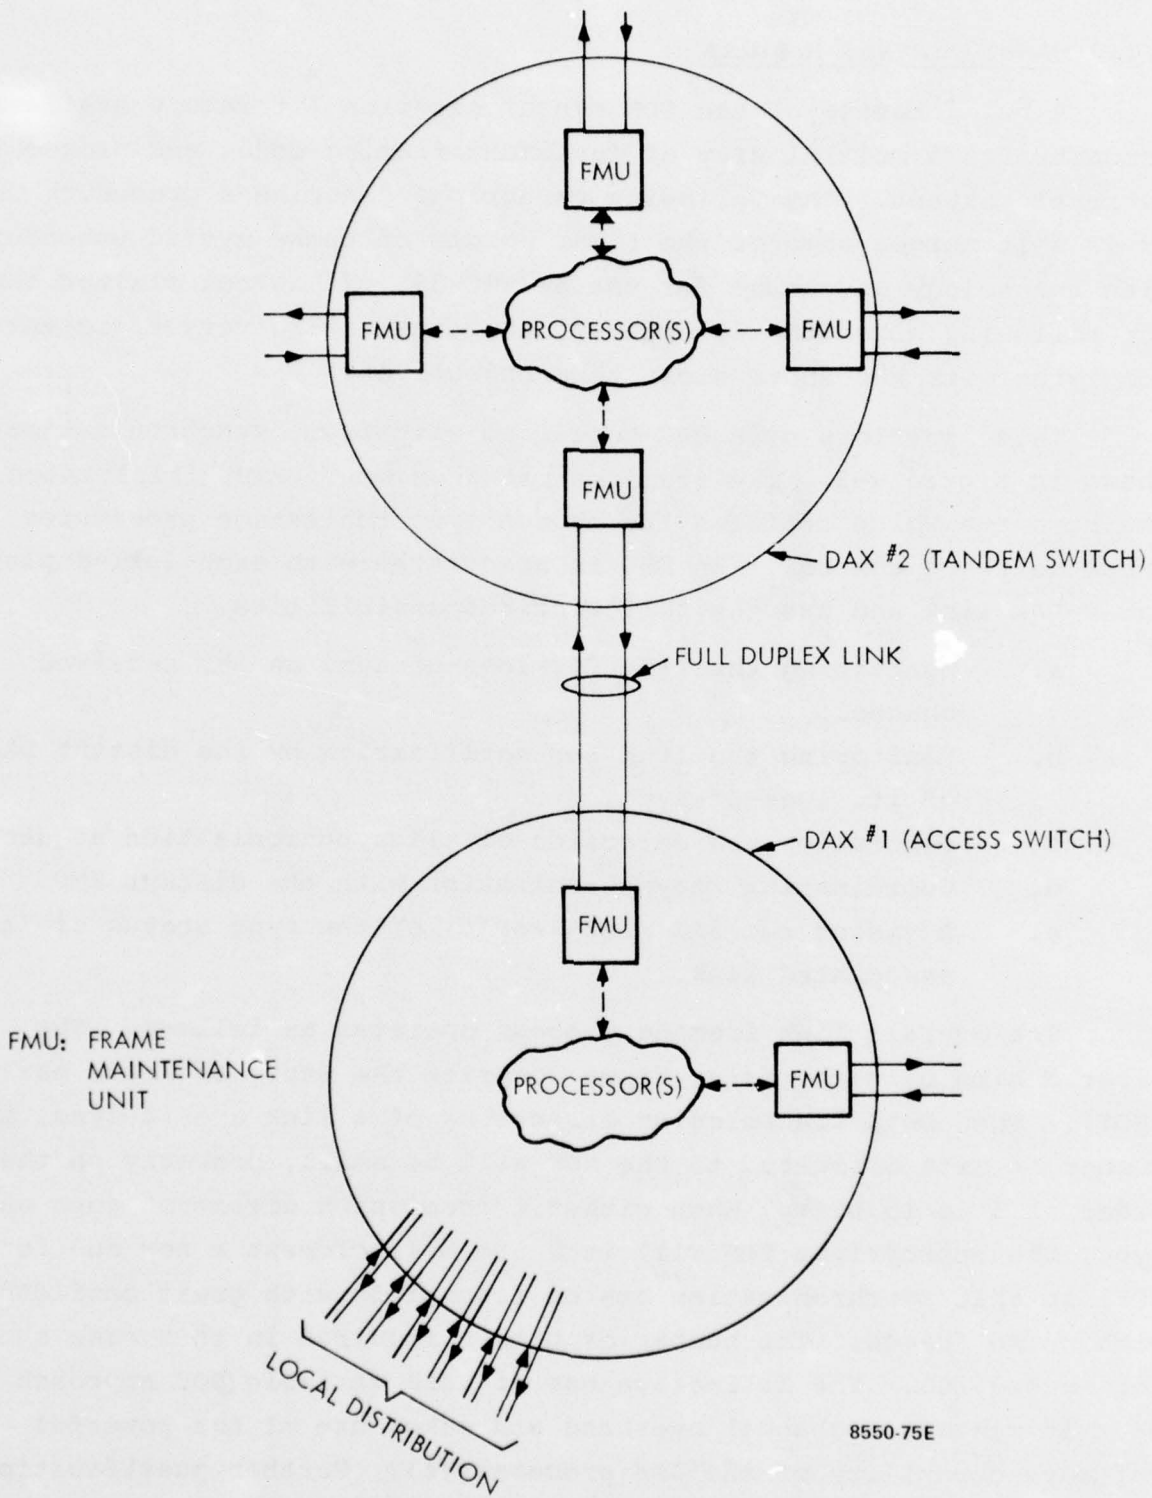 FMU
FMU
PROCESSOR(S)
FMU
FMU
DAX #2 (TANDEM SWITCH)
FULL DUPLEX LINK
DAX #1 (ACCESS SWITCH)
FMU
FMU: FRAME
MAINTENANCE
UNIT
PROCESSOR(S)
FMU
LOCAL DISTRIBUTION
8550-75E